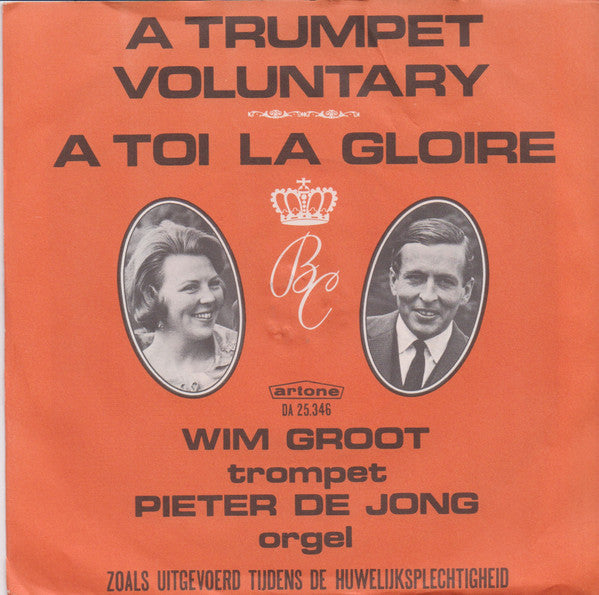 A TRUMPET
VOLUNTARY
A TOI LA GLOIRE
BC
artone
DA 25.346
WIM GROOT
trompet
PIETER DE JONG
orgel
ZOALS UITGEVOERD TIJDENS DE HUWELIJKSPLECHTIGHEID